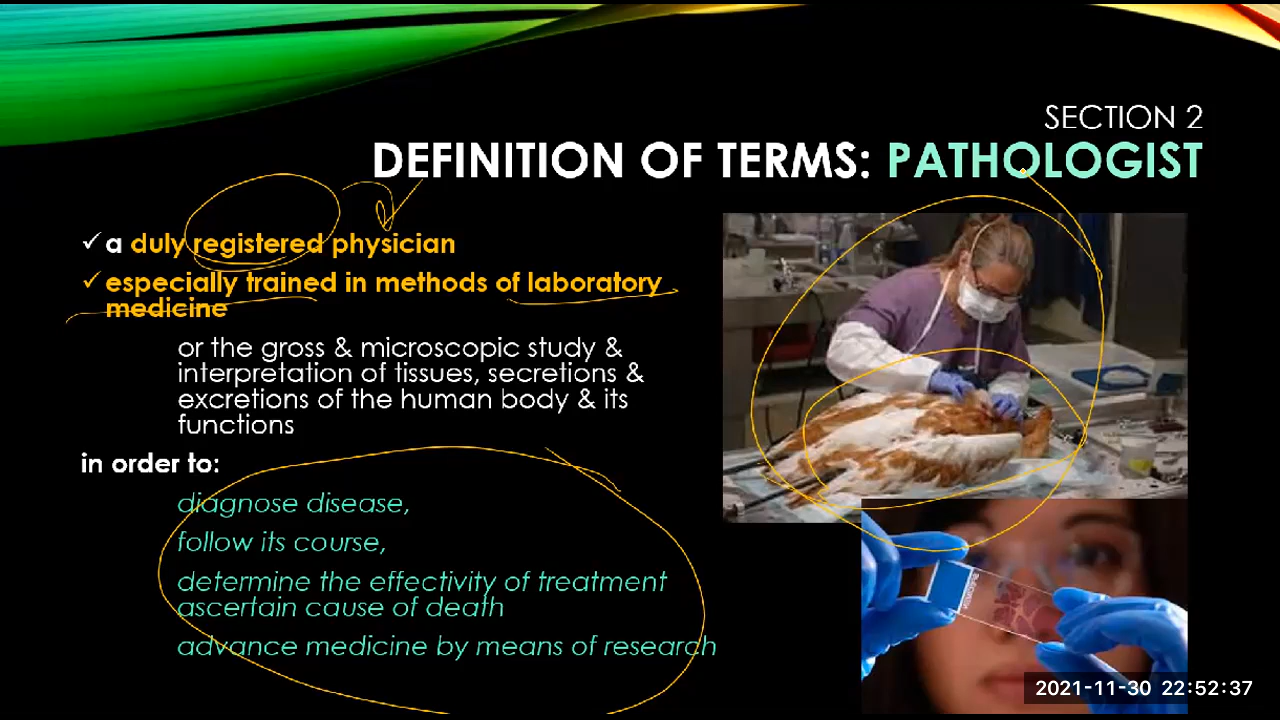 SECTION 2
DEFINITION OF TERMS: PATHOLOGIST
✓ a duly registered physician
✓ especially trained in methods of laboratory
medicine
or the gross & microscopic study &
interpretation of tissues, secretions &
excretions of the human body & its
functions
in order to:
diagnose disease,
follow its course,
determine the effectivity of treatment
ascertain cause of death
advance medicine by means of research
2021-11-30 22:52:37